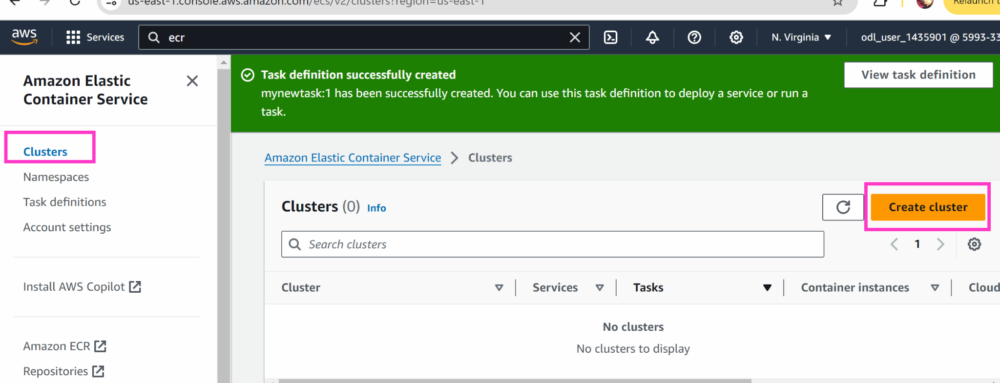 us-east-1.console.aws.amazon.com/ecs/v2/clusters?region=us-east-1
Relaunch t
aws
Services
ecr
N. Virginia
odl_user_1435901 @ 5993-33
Amazon Elastic
Container Service
Clusters
Namespaces
Task definitions
Account settings
Install AWS Copilot
Amazon ECR
Repositories
Task definition successfully created
mynewtask:1 has been successfully created. You can use this task definition to deploy a service or run a
task.
View task definition
Amazon Elastic Container Service
Clusters
Clusters (0) Info
Create cluster
Search clusters
1
Cluster
Services
Tasks
Container instances
Cloud
No clusters
No clusters to display